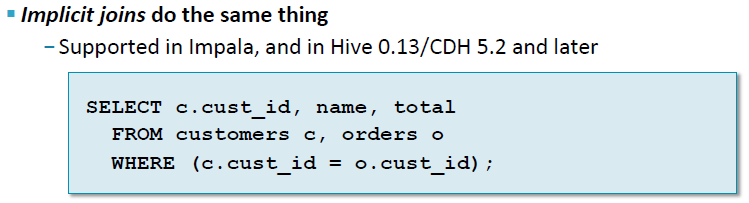 ▪ Implicit joins do the same thing
– Supported in Impala, and in Hive 0.13/CDH 5.2 and later
SELECT c.cust_id, name, total
FROM customers c, orders o
WHERE (c.cust_id = o.cust_id);